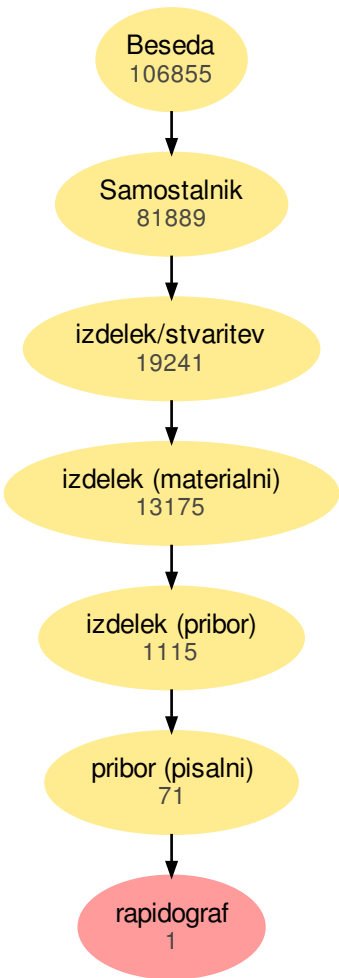 Beseda
106855
Samostalnik
81889
izdelek/stvaritev
19241
izdelek (materialni)
13175
izdelek (pribor)
1115
pribor (pisalni)
71
rapidograf
1